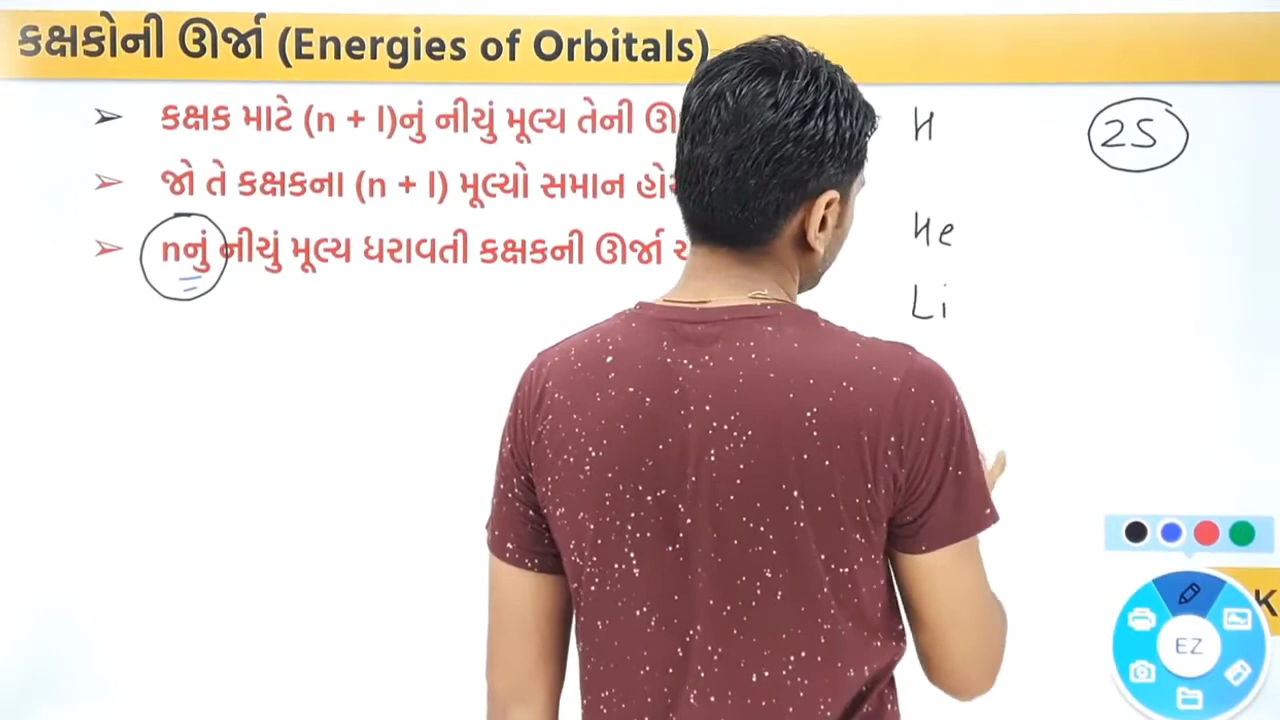 કક્ષકોની ઊર્જા (Energies of Orbitals)
➢ કક્ષક માટે (n + l)નું નીચું મૂલ્ય તેની
➢ જો તે કક્ષકના (n + l) મૂલ્યો સમાન
➢ nનું નીચું મૂલ્ય ધરાવતી કક્ષકની ઊર્જા
H
2S
He
Li
EZ
K